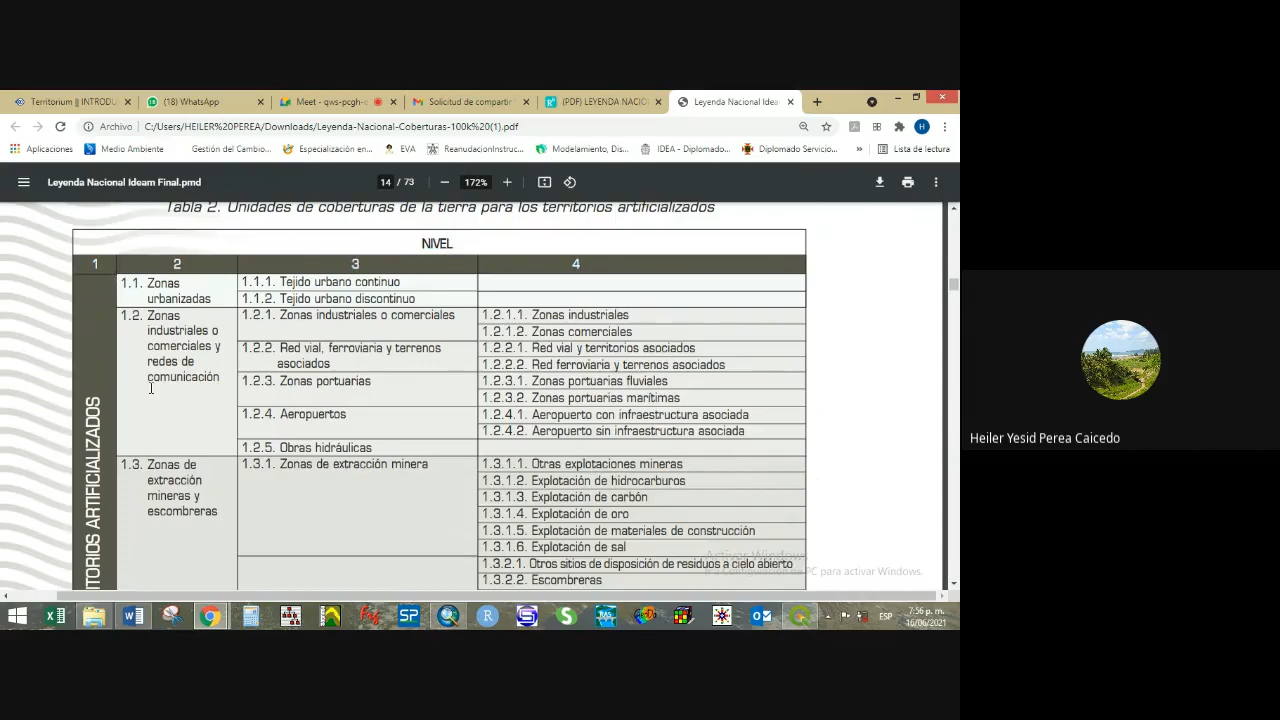 Territorium || INTRODU
(18) WhatsApp
Meet - qws-pcgh-
Solicitud de compartir
(PDF) LEYENDA NACIO
Leyenda Nacional Idea
Archivo C:/Users/HEILER%20PEREA/Downloads/Leyenda-Nacional-Coberturas-100k%20(1).pdf
H
Aplicaciones
Medio Ambiente
Gestión del Cambio...
Especialización en...
EVA
ReanudacionInstruc...
Modelamiento, Dis...
IDEA - Diplomado...
Diplomado Servicio...
»
Lista de lectura
Leyenda Nacional Ideam Final.pmd
14 / 73
172%
Tabla 2. Unidades de coberturas de la tierra para los territorios artificializados
NIVEL
1 2 3 4
1.1. Zonas urbanizadas
1.1.1. Tejido urbano continuo
1.1.2. Tejido urbano discontinuo
1.2. Zonas
industriales o
comerciales y
redes de
comunicación
1.2.1. Zonas industriales o comerciales
1.2.1.1. Zonas industriales
1.2.1.2. Zonas comerciales
1.2.2. Red vial, ferroviaria y terrenos
asociados
1.2.2.1. Red vial y territorios asociados
1.2.2.2. Red ferroviaria y terrenos asociados
1.2.3. Zonas portuarias
1.2.3.1. Zonas portuarias fluviales
1.2.3.2. Zonas portuarias marítimas
1.2.4. Aeropuertos
1.2.4.1. Aeropuerto con infraestructura asociada
1.2.4.2. Aeropuerto sin infraestructura asociada
1.2.5. Obras hidráulicas
1.3. Zonas de
extracción
mineras y
escombreras
1.3.1. Zonas de extracción minera
1.3.1.1. Otras explotaciones mineras
1.3.1.2. Explotación de hidrocarburos
1.3.1.3. Explotación de carbón
1.3.1.4. Explotación de oro
1.3.1.5. Explotación de materiales de construcción
1.3.1.6. Explotación de sal
1.3.2.1. Otros sitios de disposición de residuos a cielo abierto
1.3.2.2. Escombreras
ITORIOS ARTIFICIALIZADOS
Activar Windows
PC para activar Windows.
SP
R
ESP
7:56 p. m.
16/06/2021
Heiler Yesid Perea Caicedo